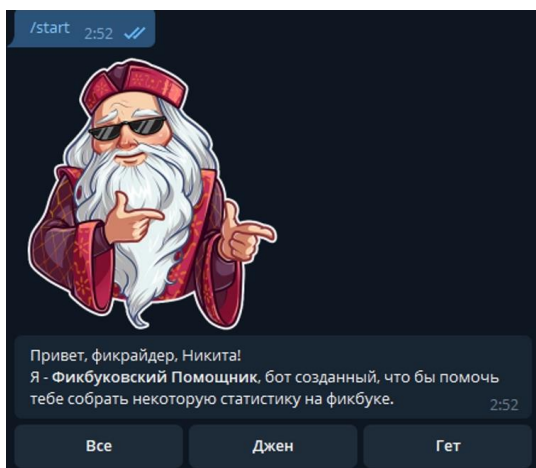 /start 2:52
Привет, фикрайдер, Никита!
Я - Фикбуковский Помощник, бот созданный, что бы помочь
тебе собрать некоторую статистику на фикбуке. 2:52
Все Джен Гет